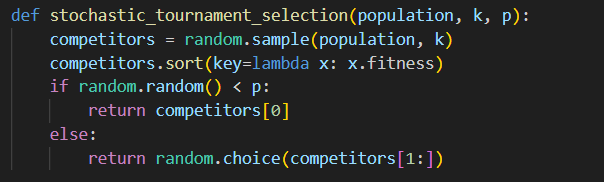 def stochastic_tournament_selection(population, k, p):
    competitors = random.sample(population, k)
    competitors.sort(key=lambda x: x.fitness)
    if random.random() < p:
        return competitors[0]
    else:
        return random.choice(competitors[1:])